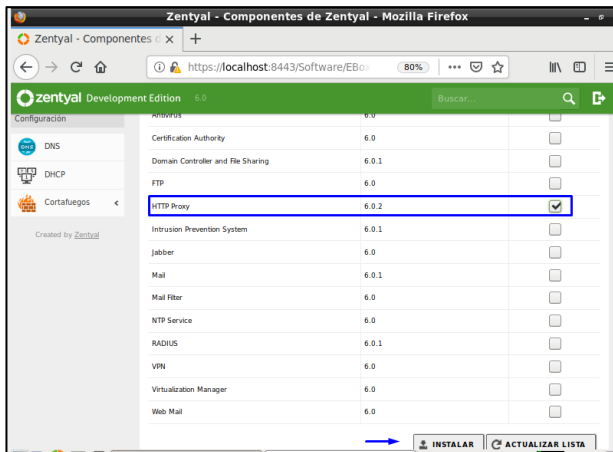 Zentyal - Componentes de Zentyal - Mozilla Firefox
Zentyal - Componentes d
https://localhost:8443/Software/EBo
80%
zentyal Development Edition 6.0
Buscar...
Configuración
DNS
DHCP
Cortafuegos
Created by Zentyal
Antivirus 6.0
Certification Authority 6.0
Domain Controller and File Sharing 6.0.1
FTP 6.0
HTTP Proxy 6.0.2
Intrusion Prevention System 6.0.1
Jabber 6.0
Mail 6.0.1
Mail Filter 6.0
NTP Service 6.0
RADIUS 6.0.1
VPN 6.0
Virtualization Manager 6.0
Web Mail 6.0
INSTALAR
ACTUALIZAR LISTA